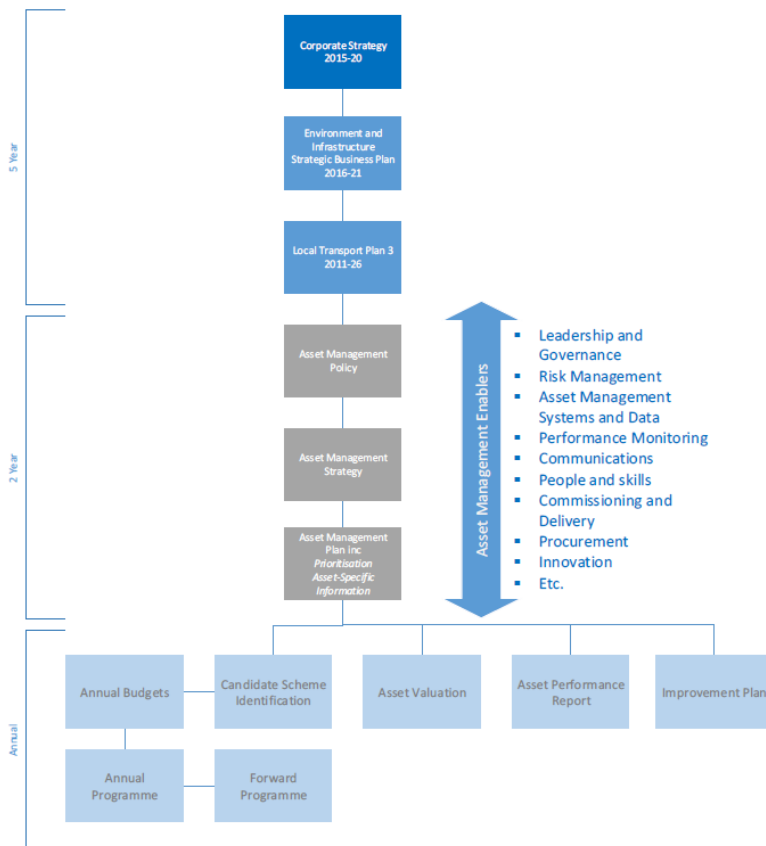 Corporate Strategy
2015-20
5 Year
Environment and
Infrastructure
Strategic Business Plan
2016-21
Local Transport Plan 3
2011-26
2 Year
Asset Management
Policy
Asset Management
Strategy
Asset Management
Plan inc
Prioritisation
Asset-Specific
Information
Asset Management Enablers
▪ Leadership and
Governance
▪ Risk Management
▪ Asset Management
Systems and Data
▪ Performance Monitoring
▪ Communications
▪ People and skills
▪ Commissioning and
Delivery
▪ Procurement
▪ Innovation
▪ Etc.
Annual
Annual Budgets
Candidate Scheme
Identification
Asset Valuation
Asset Performance
Report
Improvement Plan
Annual
Programme
Forward
Programme